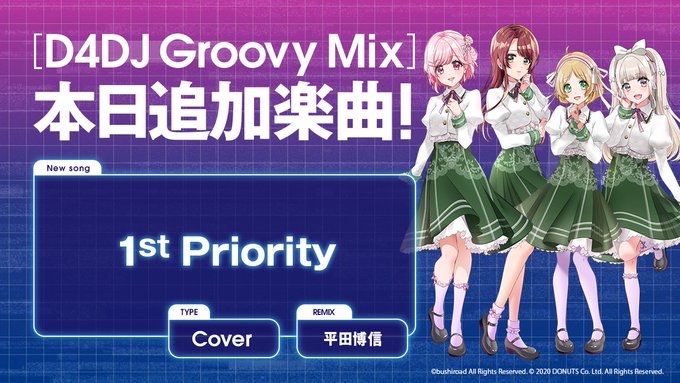 [D4DJ Groovy Mix]
本日追加楽曲!
New song
1st Priority
TYPE
Cover
REMIX
平田博信
©bushiroad All Rights Reserved. © 2020 DONUTS Co. Ltd. All Rights Reserved.